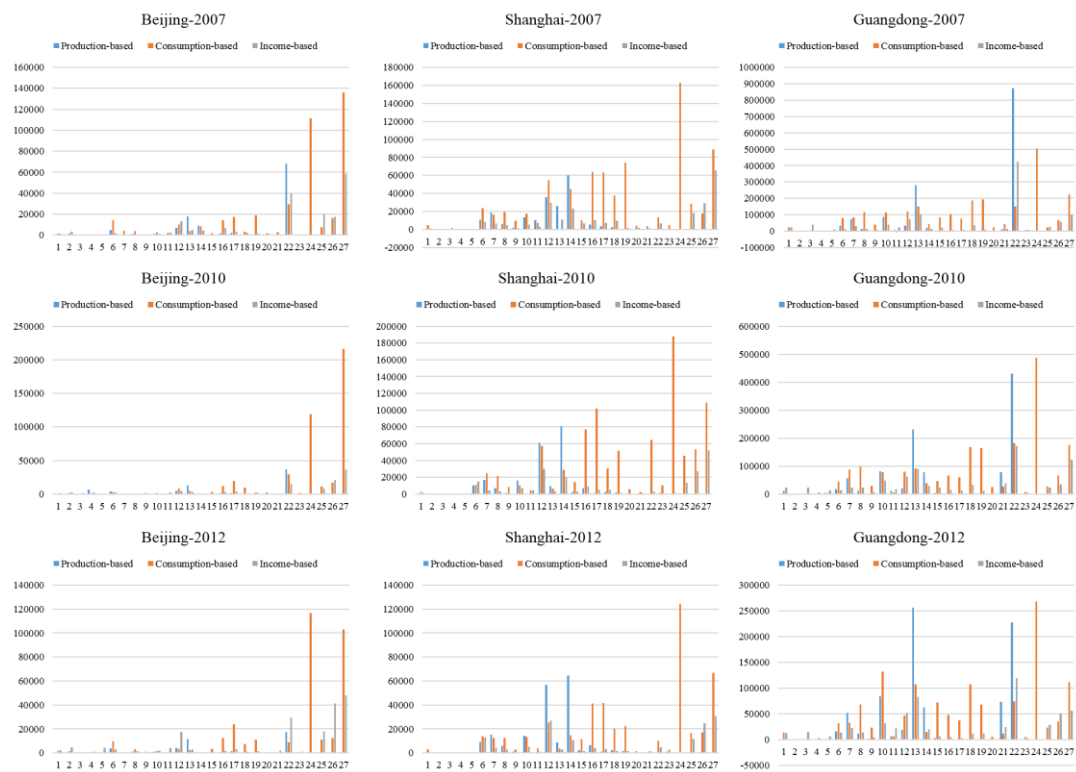 Beijing-2007
Production-based Consumption-based Income-based
160000
140000
120000
100000
80000
60000
40000
20000
0
1 2 3 4 5 6 7 8 9 10 11 12 13 14 15 16 17 18 19 20 21 22 23 24 25 26 27
Shanghai-2007
Production-based Consumption-based Income-based
180000
160000
140000
120000
100000
80000
60000
40000
20000
0
-20000
1 2 3 4 5 6 7 8 9 10 11 12 13 14 15 16 17 18 19 20 21 22 23 24 25 26 27
Guangdong-2007
Production-based Consumption-based Income-based
1000000
900000
800000
700000
600000
500000
400000
300000
200000
100000
0
-100000
1 2 3 4 5 6 7 8 9 10 11 12 13 14 15 16 17 18 19 20 21 22 23 24 25 26 27
Beijing-2010
Production-based Consumption-based Income-based
250000
200000
150000
100000
50000
0
1 2 3 4 5 6 7 8 9 10 11 12 13 14 15 16 17 18 19 20 21 22 23 24 25 26 27
Shanghai-2010
Production-based Consumption-based Income-based
200000
180000
160000
140000
120000
100000
80000
60000
40000
20000
0
1 2 3 4 5 6 7 8 9 10 11 12 13 14 15 16 17 18 19 20 21 22 23 24 25 26 27
Guangdong-2010
Production-based Consumption-based Income-based
600000
500000
400000
300000
200000
100000
0
1 2 3 4 5 6 7 8 9 10 11 12 13 14 15 16 17 18 19 20 21 22 23 24 25 26 27
Beijing-2012
Production-based Consumption-based Income-based
140000
120000
100000
80000
60000
40000
20000
0
1 2 3 4 5 6 7 8 9 10 11 12 13 14 15 16 17 18 19 20 21 22 23 24 25 26 27
Shanghai-2012
Production-based Consumption-based Income-based
140000
120000
100000
80000
60000
40000
20000
0
1 2 3 4 5 6 7 8 9 10 11 12 13 14 15 16 17 18 19 20 21 22 23 24 25 26 27
Guangdong-2012
Production-based Consumption-based Income-based
300000
250000
200000
150000
100000
50000
0
-50000
1 2 3 4 5 6 7 8 9 10 11 12 13 14 15 16 17 18 19 20 21 22 23 24 25 26 27